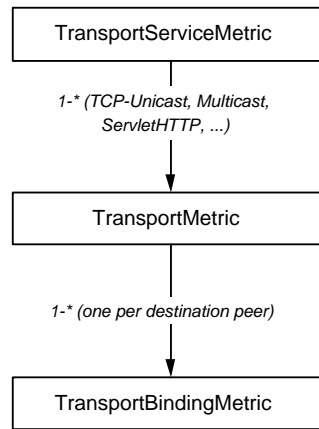 TransportServiceMetric
1-* (TCP-Unicast, Multicast,
ServletHTTP, ...)
TransportMetric
1-* (one per destination peer)
TransportBindingMetric